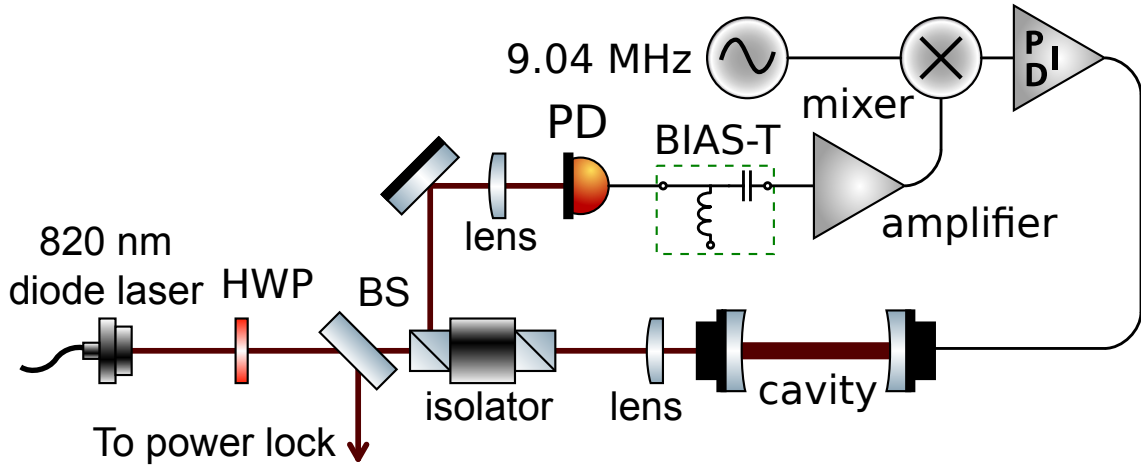 9.04 MHz
P I
D
mixer
PD
BIAS-T
amplifier
lens
820 nm
diode laser
HWP
BS
isolator
lens
cavity
To power lock